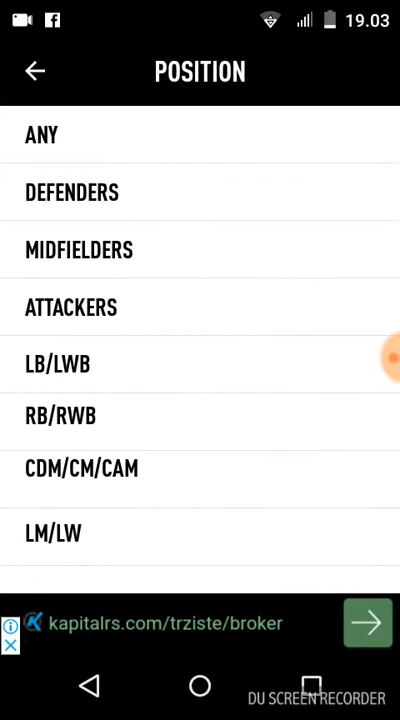 19.03
POSITION
ANY
DEFENDERS
MIDFIELDERS
ATTACKERS
LB/LWB
RB/RWB
CDM/CM/CAM
LM/LW
kapitalrs.com/trziste/broker
DU SCREEN RECORDER